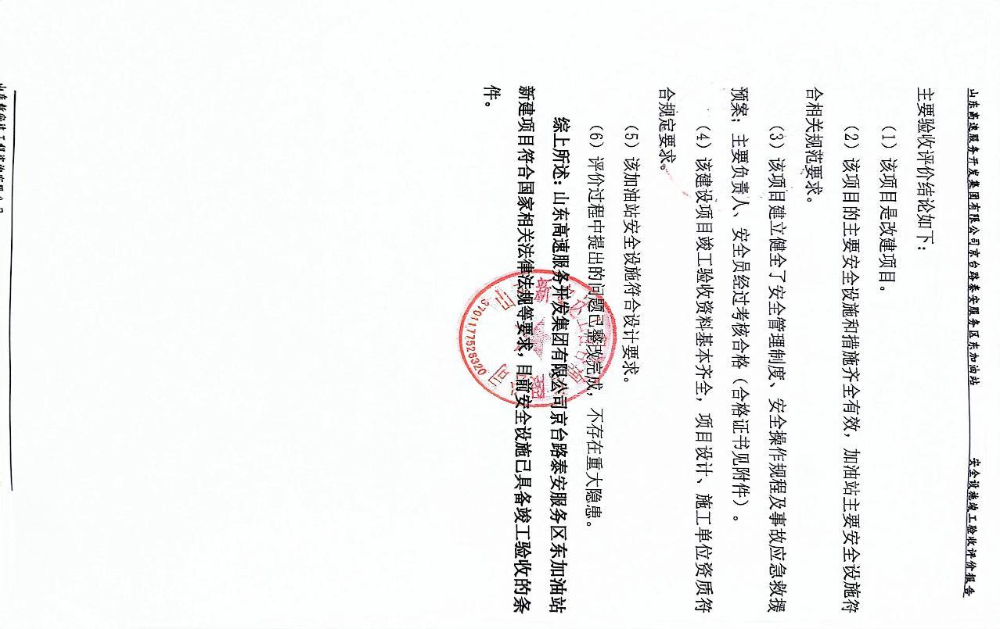 山东高速服务开发集团有限公司京台路泰安服务区东加油站 安全设施竣工验收评价报告
主要验收评价结论如下：
（1）该项目是改建项目。
（2）该项目的主要安全设施和措施齐全有效，加油站主要安全设施符
合相关规范要求。
（3）该项目建立健全了安全管理制度、安全操作规程及事故应急救援
预案；主要负责人、安全员经过考核合格（合格证书见附件）。
（4）该建设项目竣工验收资料基本齐全，项目设计、施工单位资质符
合规定要求。
（5）该加油站安全设施符合设计要求。
（6）评价过程中提出的问题已整改完成，不存在重大隐患。
综上所述：山东高速服务开发集团有限公司京台路泰安服务区东加油站
新建项目符合国家相关法律法规等要求，目前安全设施已具备竣工验收的条
件。
3701177526320